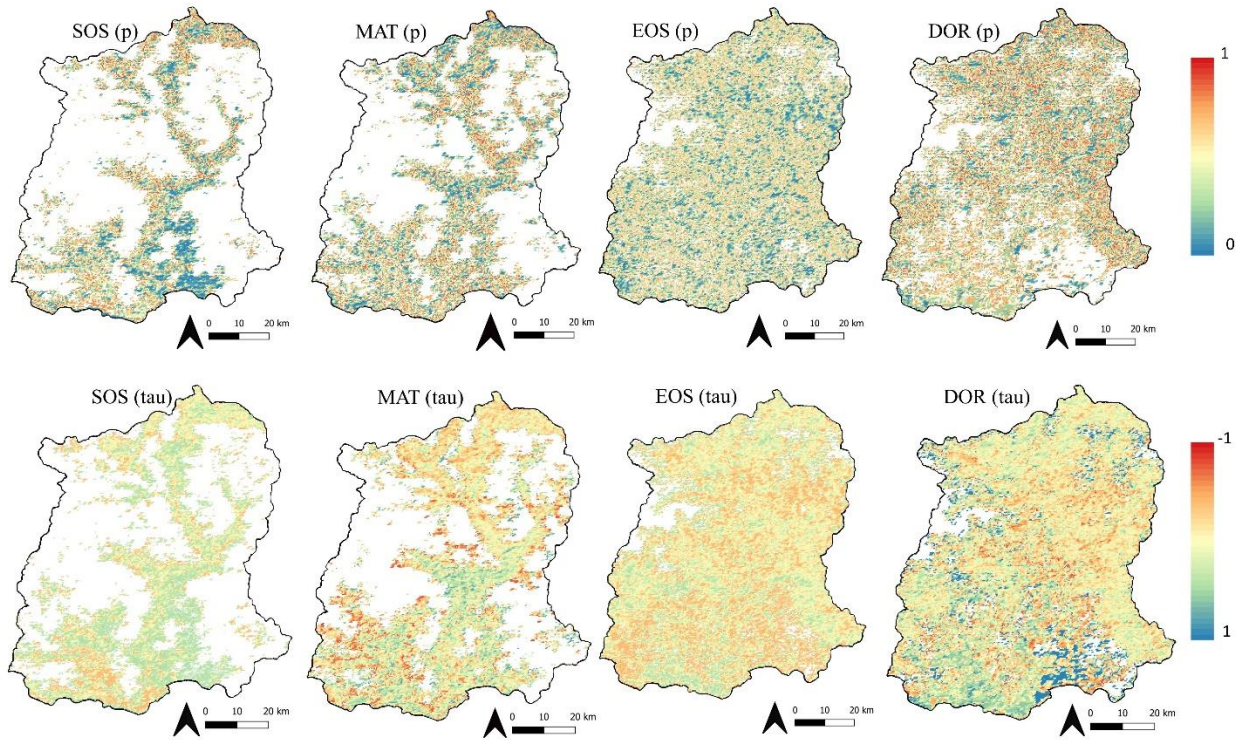 SOS (p)
MAT (p)
EOS (p)
DOR (p)
1
0
0 10 20 km
0 10 20 km
0 10 20 km
0 10 20 km
SOS (tau)
MAT (tau)
EOS (tau)
DOR (tau)
-1
1
0 10 20 km
0 10 20 km
0 10 20 km
0 10 20 km